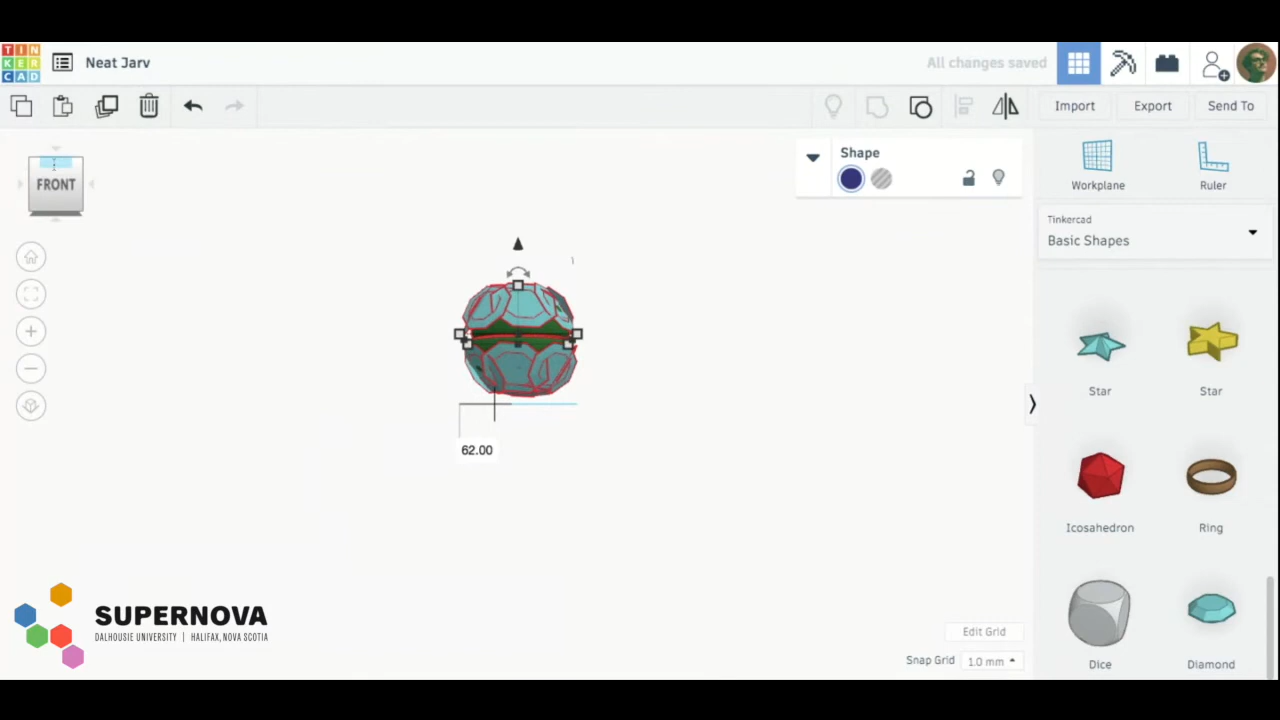 TIN
KER
CAD
Neat Jarv
All changes saved
Import
Export
Send To
FRONT
Shape
Workplane
Ruler
Tinkercad
Basic Shapes
Star
Star
Icosahedron
Ring
62.00
Dice
Diamond
Edit Grid
Snap Grid
1.0 mm
SUPERNOVA
DALHOUSIE UNIVERSITY | HALIFAX, NOVA SCOTIA